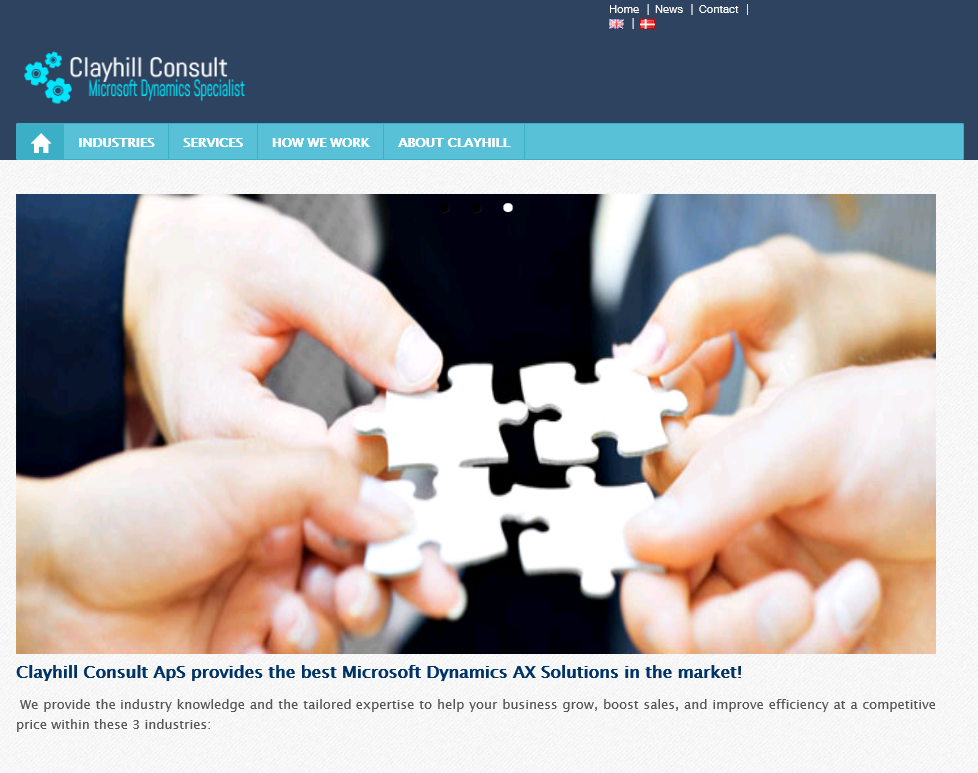 Home | News | Contact |
|
Clayhill Consult
Microsoft Dynamics Specialist
INDUSTRIES SERVICES HOW WE WORK ABOUT CLAYHILL
Clayhill Consult ApS provides the best Microsoft Dynamics AX Solutions in the market!
We provide the industry knowledge and the tailored expertise to help your business grow, boost sales, and improve efficiency at a competitive
price within these 3 industries: